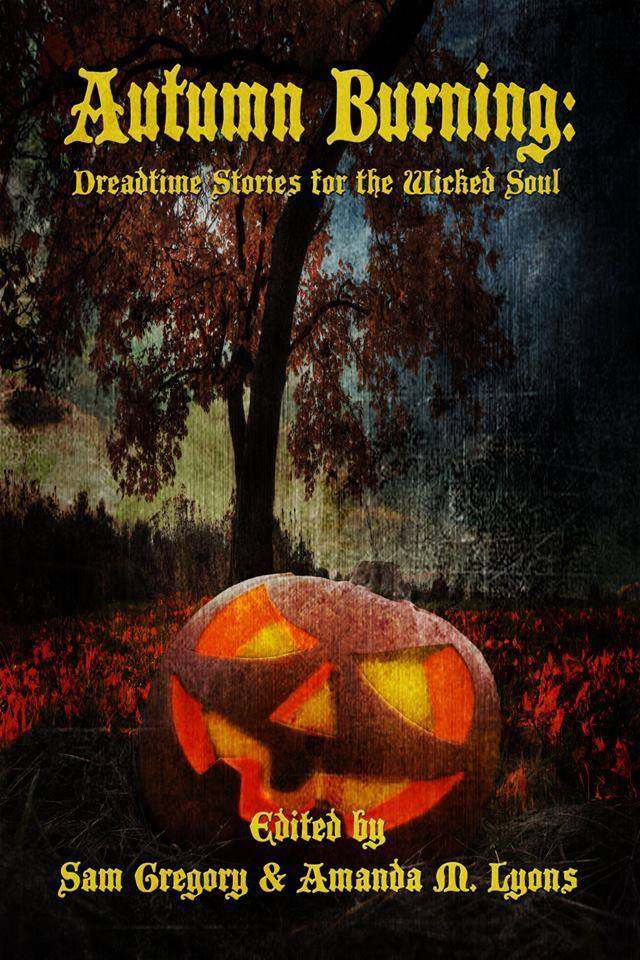 Autumn Burning:
Dreadtime Stories for the Wicked Soul
Edited by
Sam Gregory & Amanda M. Lyons